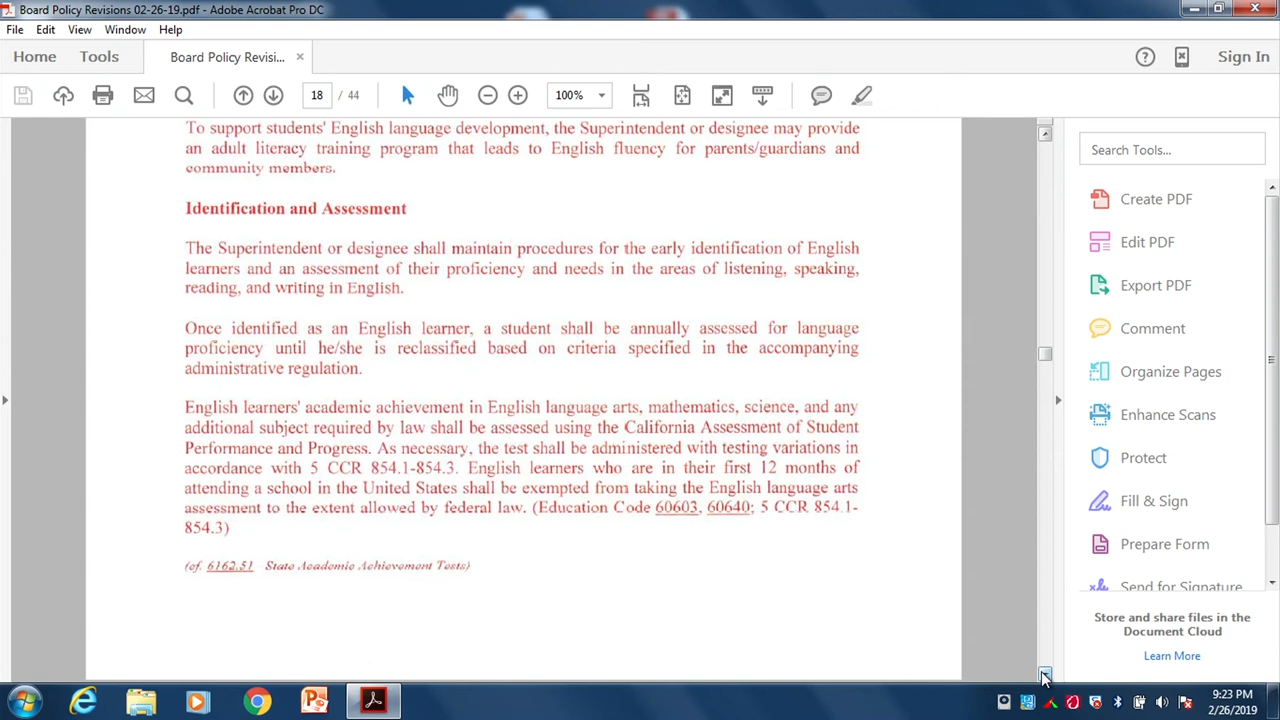 Board Policy Revisions 02-26-19.pdf - Adobe Acrobat Pro DC
File Edit View Window Help
Home Tools Board Policy Revisi... × Sign In
18 / 44 100%
To support students' English language development, the Superintendent or designee may provide
an adult literacy training program that leads to English fluency for parents/guardians and
community members.
Identification and Assessment
The Superintendent or designee shall maintain procedures for the early identification of English
learners and an assessment of their proficiency and needs in the areas of listening, speaking,
reading, and writing in English.
Once identified as an English learner, a student shall be annually assessed for language
proficiency until he/she is reclassified based on criteria specified in the accompanying
administrative regulation.
English learners' academic achievement in English language arts, mathematics, science, and any
additional subject required by law shall be assessed using the California Assessment of Student
Performance and Progress. As necessary, the test shall be administered with testing variations in
accordance with 5 CCR 854.1-854.3. English learners who are in their first 12 months of
attending a school in the United States shall be exempted from taking the English language arts
assessment to the extent allowed by federal law. (Education Code 60603, 60640; 5 CCR 854.1-
854.3)
(cf. 6162.51 State Academic Achievement Tests)
Search Tools...
Create PDF
Edit PDF
Export PDF
Comment
Organize Pages
Enhance Scans
Protect
Fill & Sign
Prepare Form
Send for Signature
Store and share files in the
Document Cloud
Learn More
9:23 PM
2/26/2019